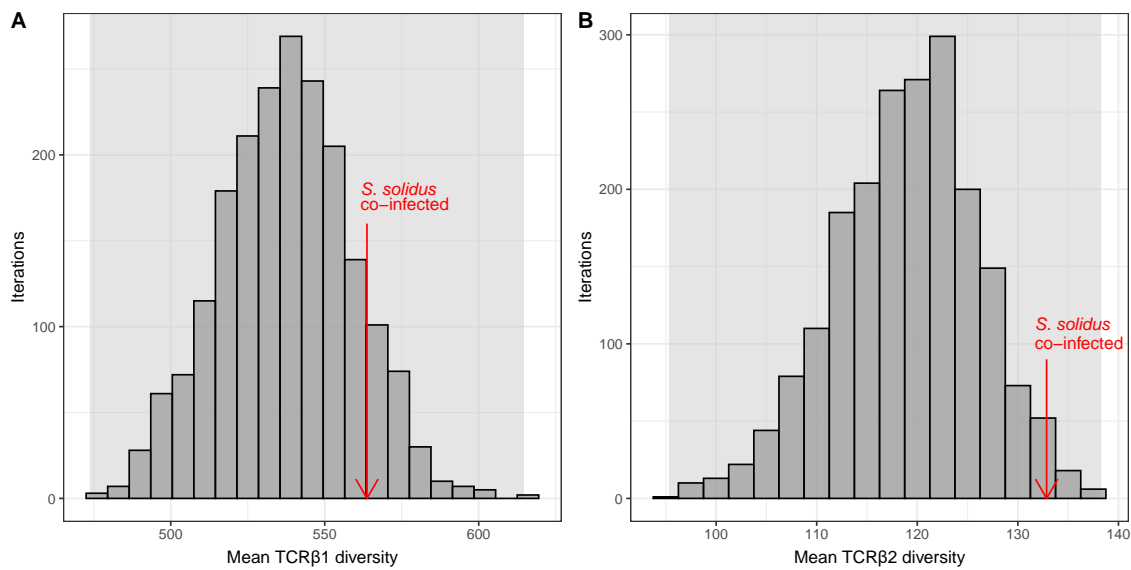 A
Iterations
200
100
0
S. solidus
co−infected
500
550
600
Mean TCRβ1 diversity
B
Iterations
300
200
100
0
S. solidus
co−infected
100
110
120
130
140
Mean TCRβ2 diversity